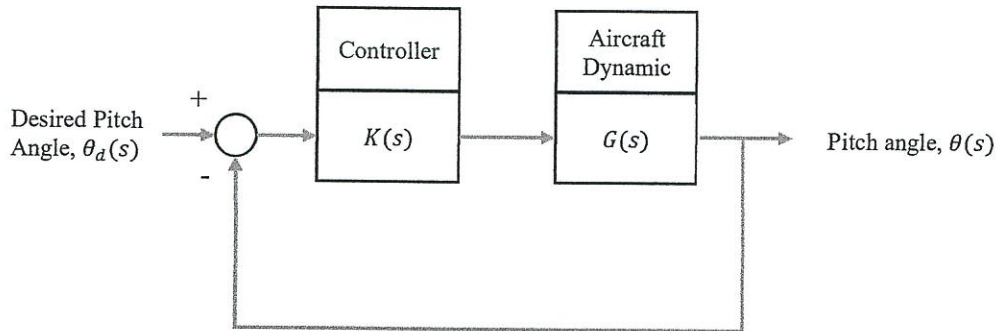 Controller
Aircraft
Dynamic
+
Desired Pitch
Angle, θ_d(s)
K(s)
G(s)
Pitch angle, θ(s)
-